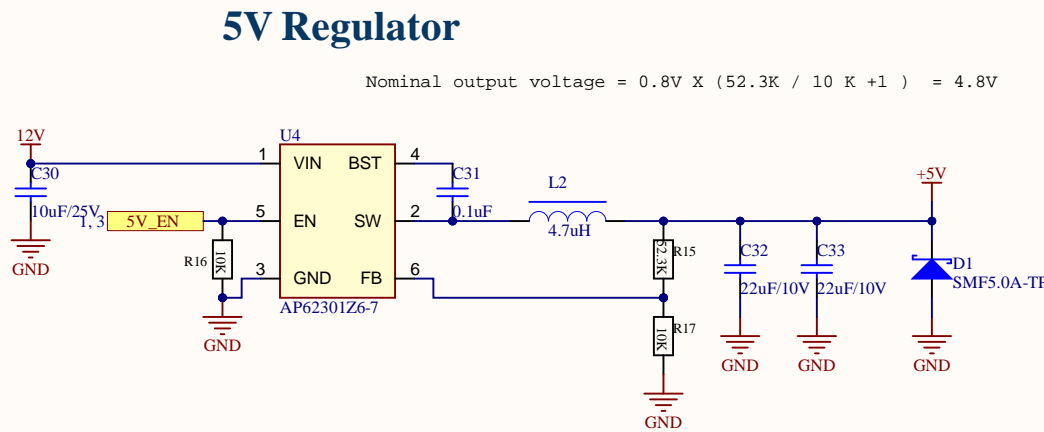 5V Regulator
Nominal output voltage = 0.8V X (52.3K / 10 K +1 )  = 4.8V
12V
U4
1
VIN
BST
4
C30
10uF/25V
C31
0.1uF
+5V
L2
4.7uH
1, 3
5V_EN
5
EN
SW
2
R16
10K
3
GND
FB
6
AP62301Z6-7
52.3K
R15
C32
22uF/10V
C33
22uF/10V
D1
SMF5.0A-TP
GND
GND
10K
R17
GND
GND
GND
GND